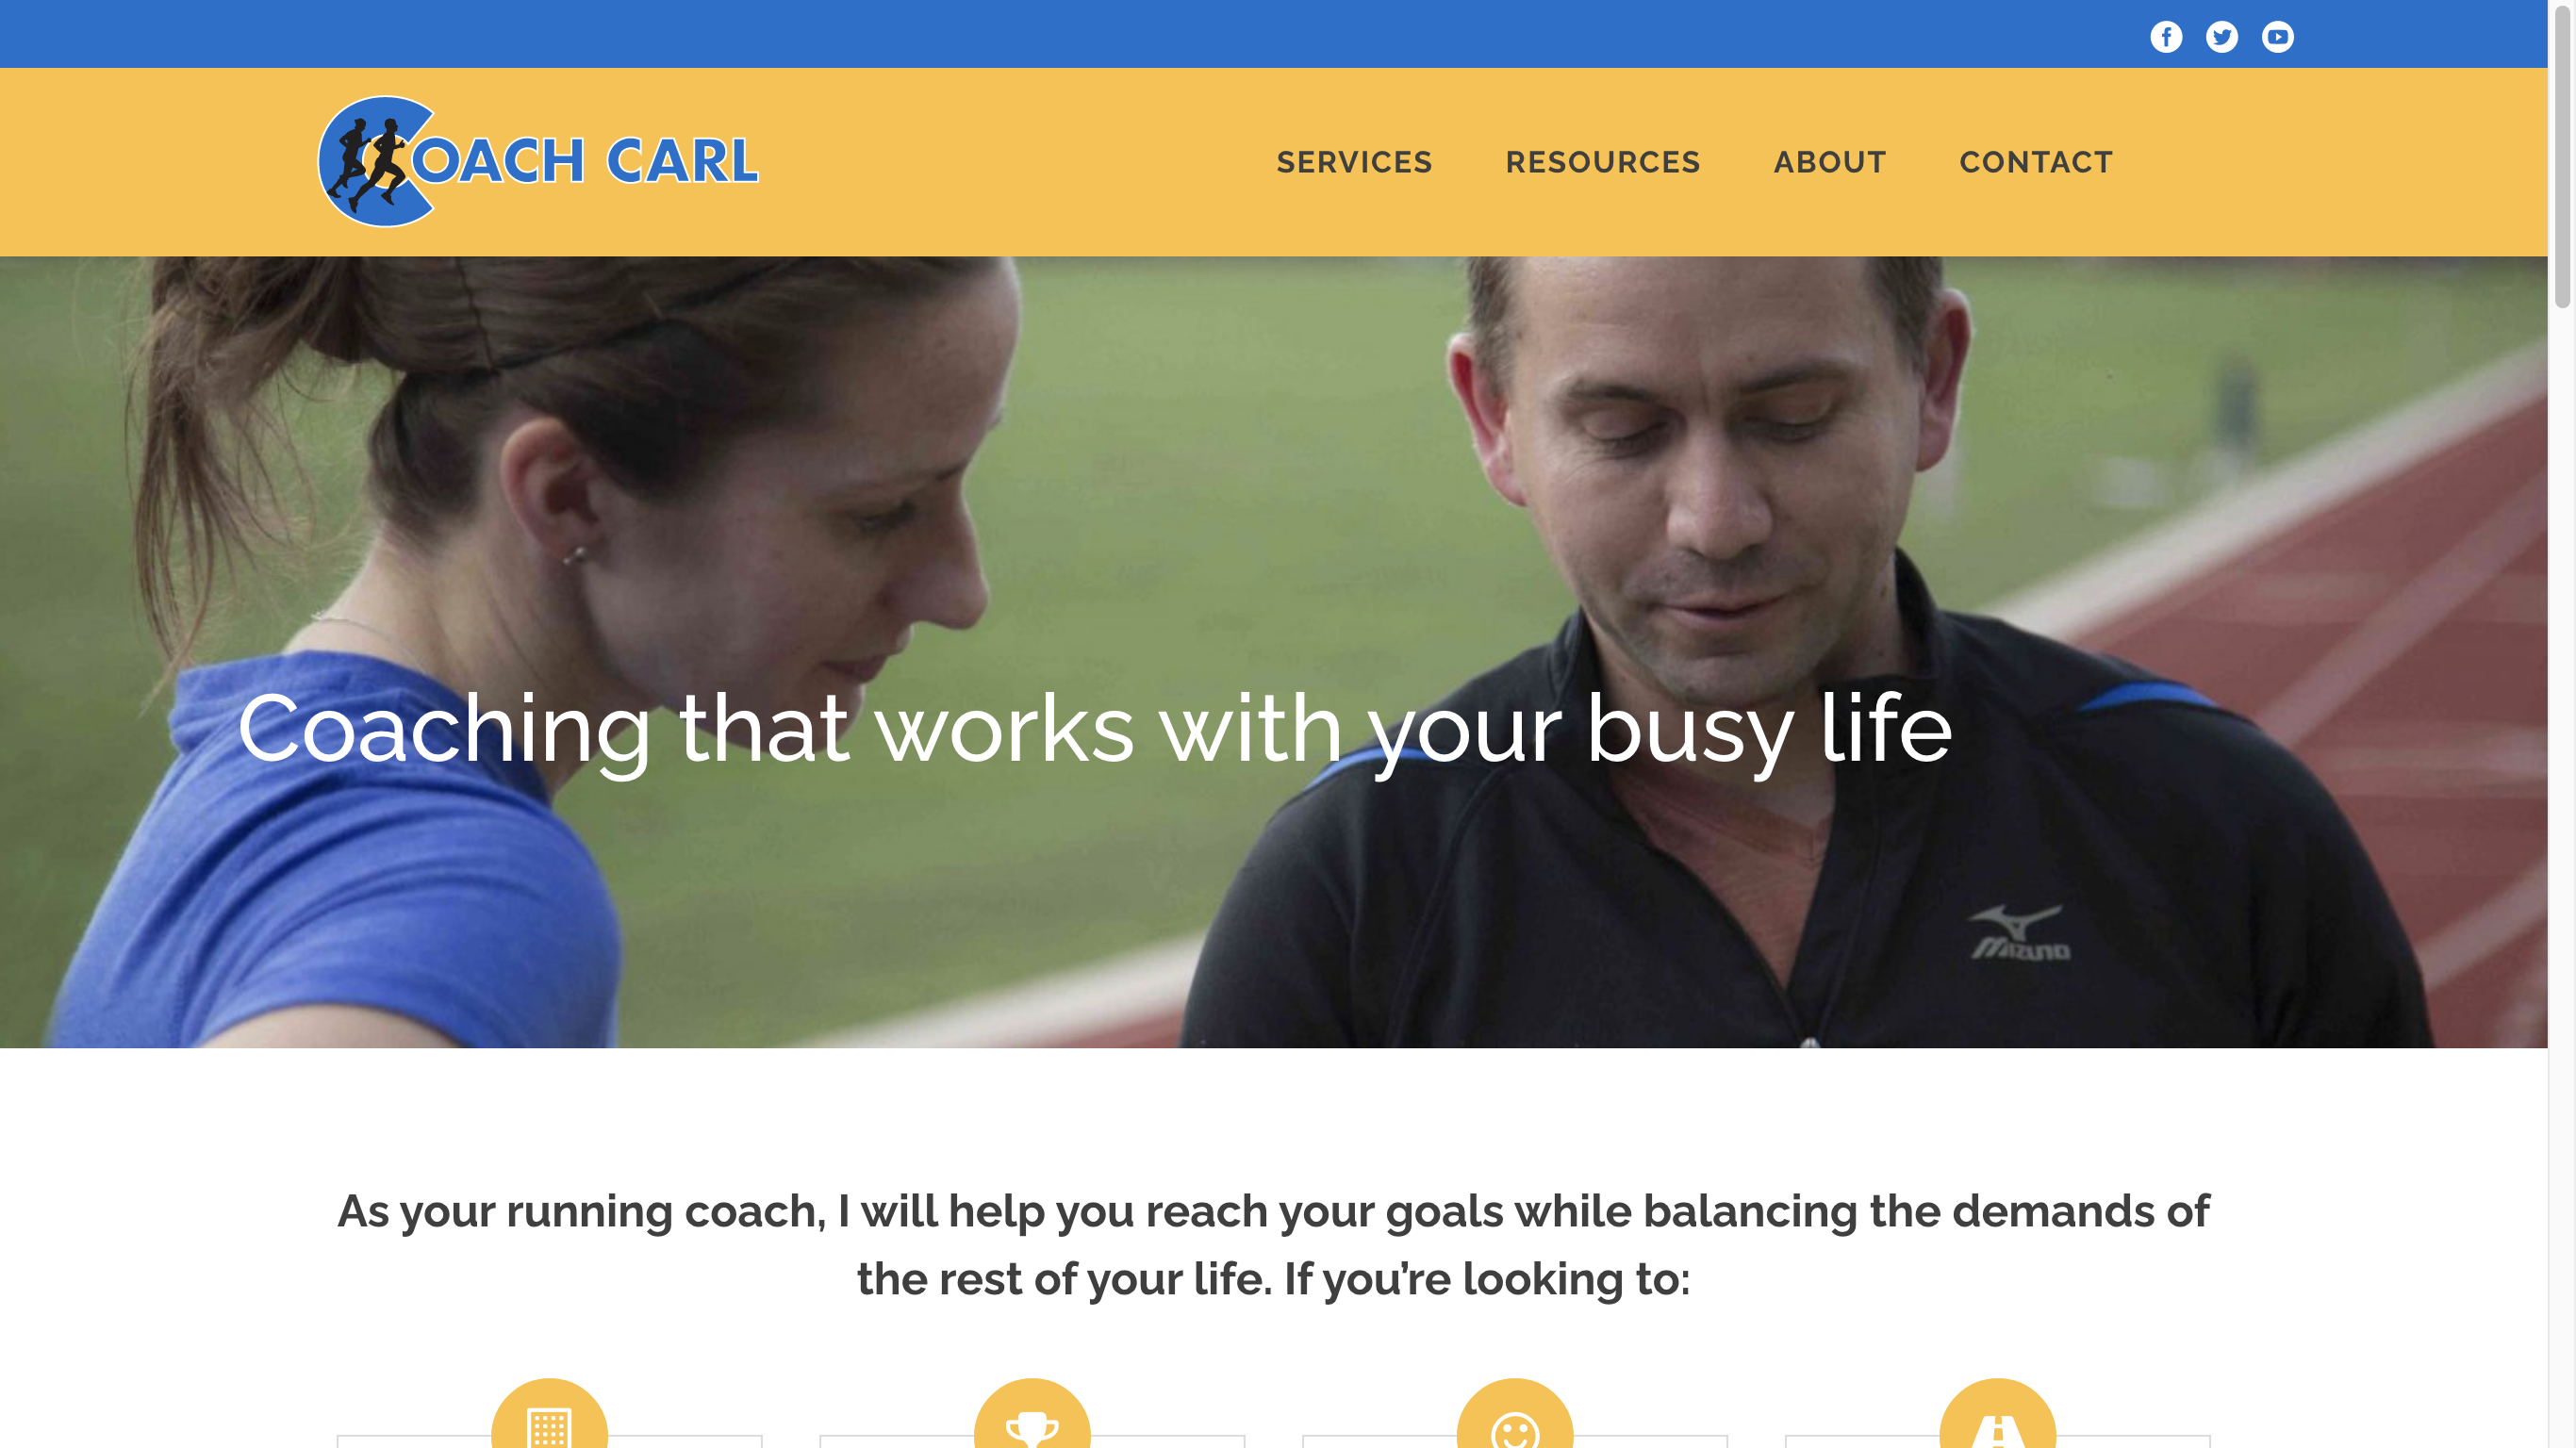 COACH CARL
SERVICES
RESOURCES
ABOUT
CONTACT
Coaching that works with your busy life
MIZUNO
As your running coach, I will help you reach your goals while balancing the demands of
the rest of your life. If you’re looking to: